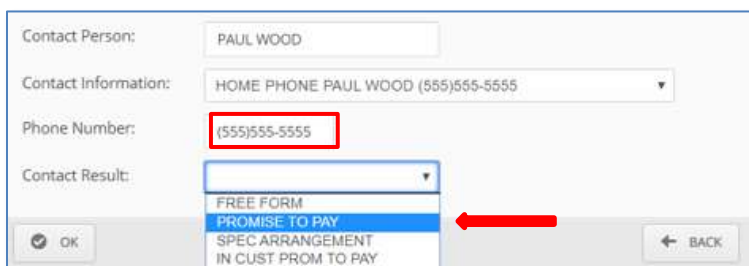 Contact Person: PAUL WOOD
Contact Information: HOME PHONE PAUL WOOD (555)555-5555
Phone Number: (555)555-5555
Contact Result:
FREE FORM
PROMISE TO PAY
SPEC ARRANGEMENT
IN CUST PROM TO PAY
OK BACK